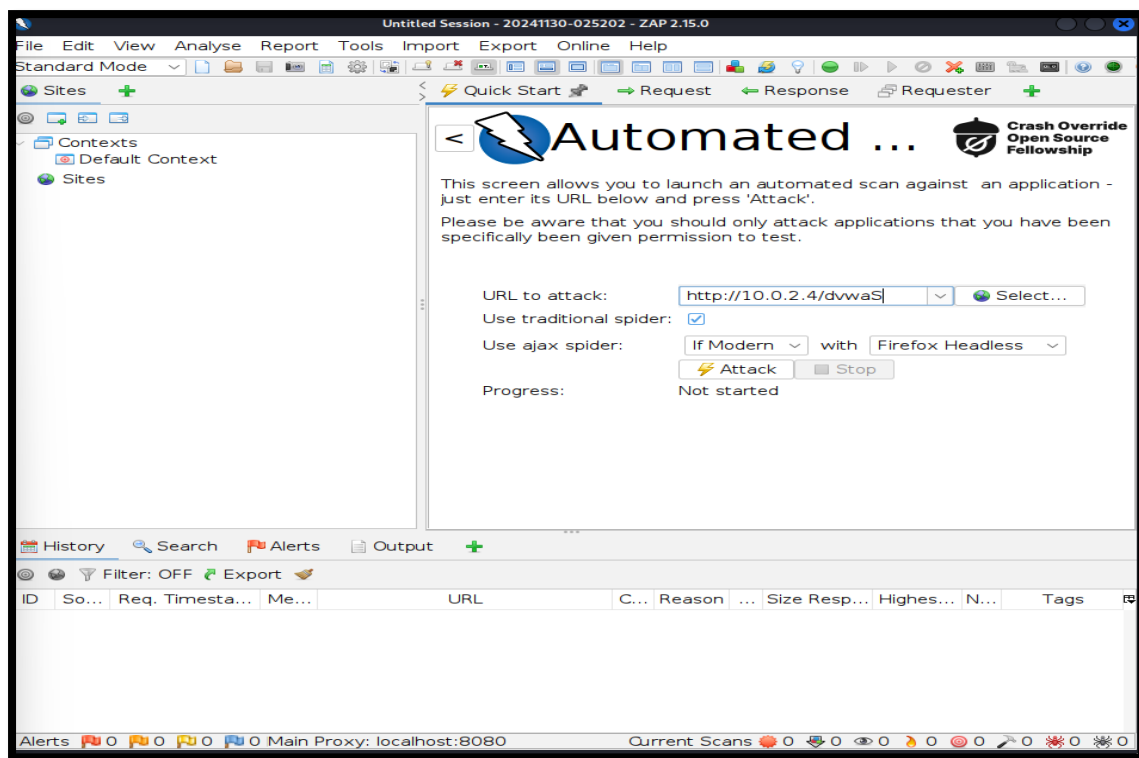 Untitled Session - 20241130-025202 - ZAP 2.15.0
File Edit View Analyse Report Tools Import Export Online Help
Standard Mode
Sites
Quick Start
Request
Response
Requester
Contexts
Default Context
Sites
<
Automated ...
Crash Override
Open Source
Fellowship
This screen allows you to launch an automated scan against an application -
just enter its URL below and press 'Attack'.
Please be aware that you should only attack applications that you have been
specifically been given permission to test.
URL to attack: http://10.0.2.4/dvwaS Select...
Use traditional spider:
Use ajax spider: If Modern with Firefox Headless
Attack Stop
Progress: Not started
History Search Alerts Output
Filter: OFF Export
ID So... Req. Timesta... Me... URL C... Reason ... Size Resp... Highes... N... Tags
Alerts 0 0 0 0 Main Proxy: localhost:8080 Current Scans 0 0 0 0 0 0 0 0